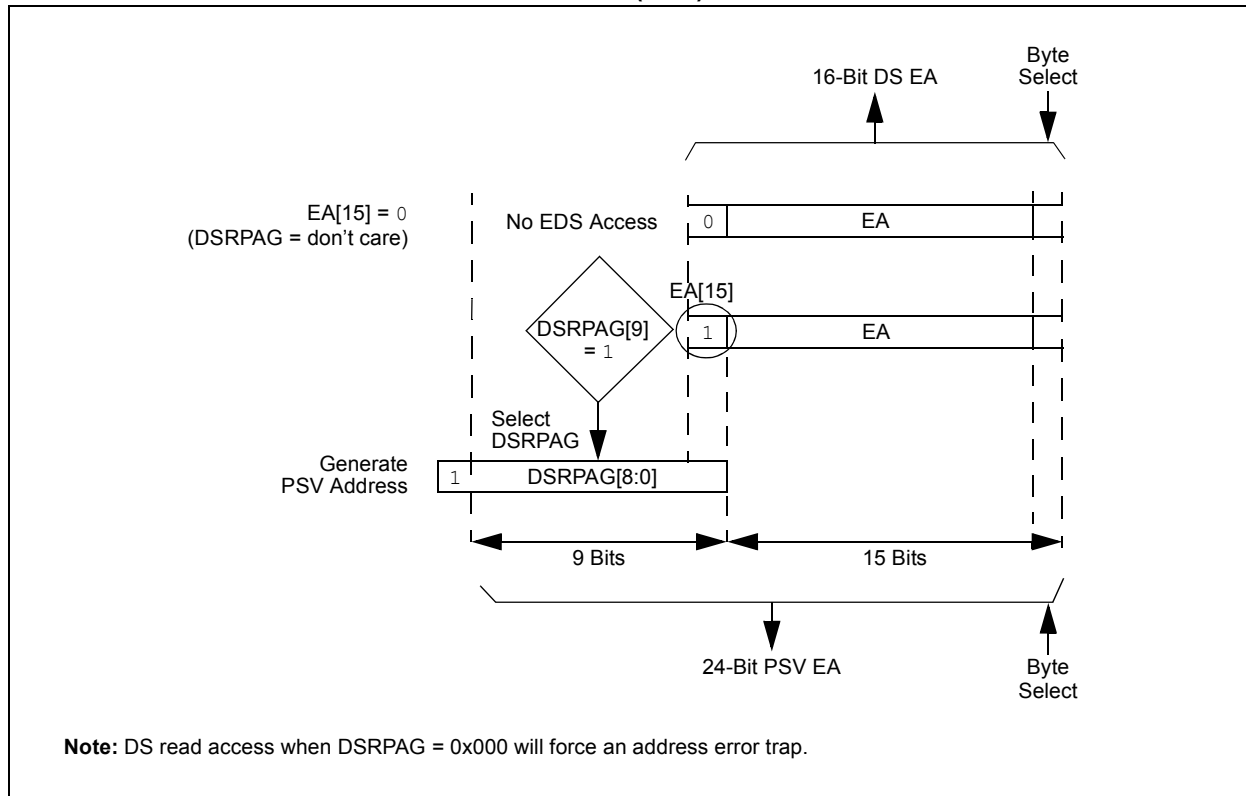 16-Bit DS EA
Byte
Select
EA[15] = 0
(DSRPAG = don't care)
No EDS Access
0
EA
EA[15]
DSRPAG[9]
= 1
1
EA
Select
DSRPAG
Generate
PSV Address
1
DSRPAG[8:0]
9 Bits
15 Bits
24-Bit PSV EA
Byte
Select
Note: DS read access when DSRPAG = 0x000 will force an address error trap.